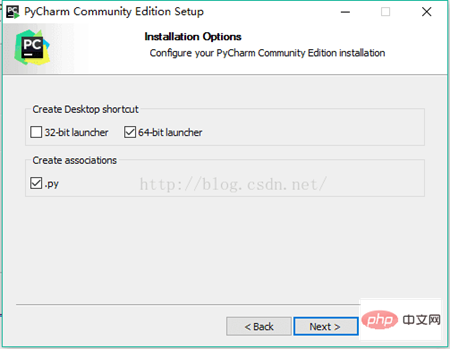 PyCharm Community Edition Setup
PC
Installation Options
Configure your PyCharm Community Edition installation
Create Desktop shortcut
32-bit launcher
64-bit launcher
Create associations
.py
http://blog.csdn.net/
< Back
Next >
php 中文网